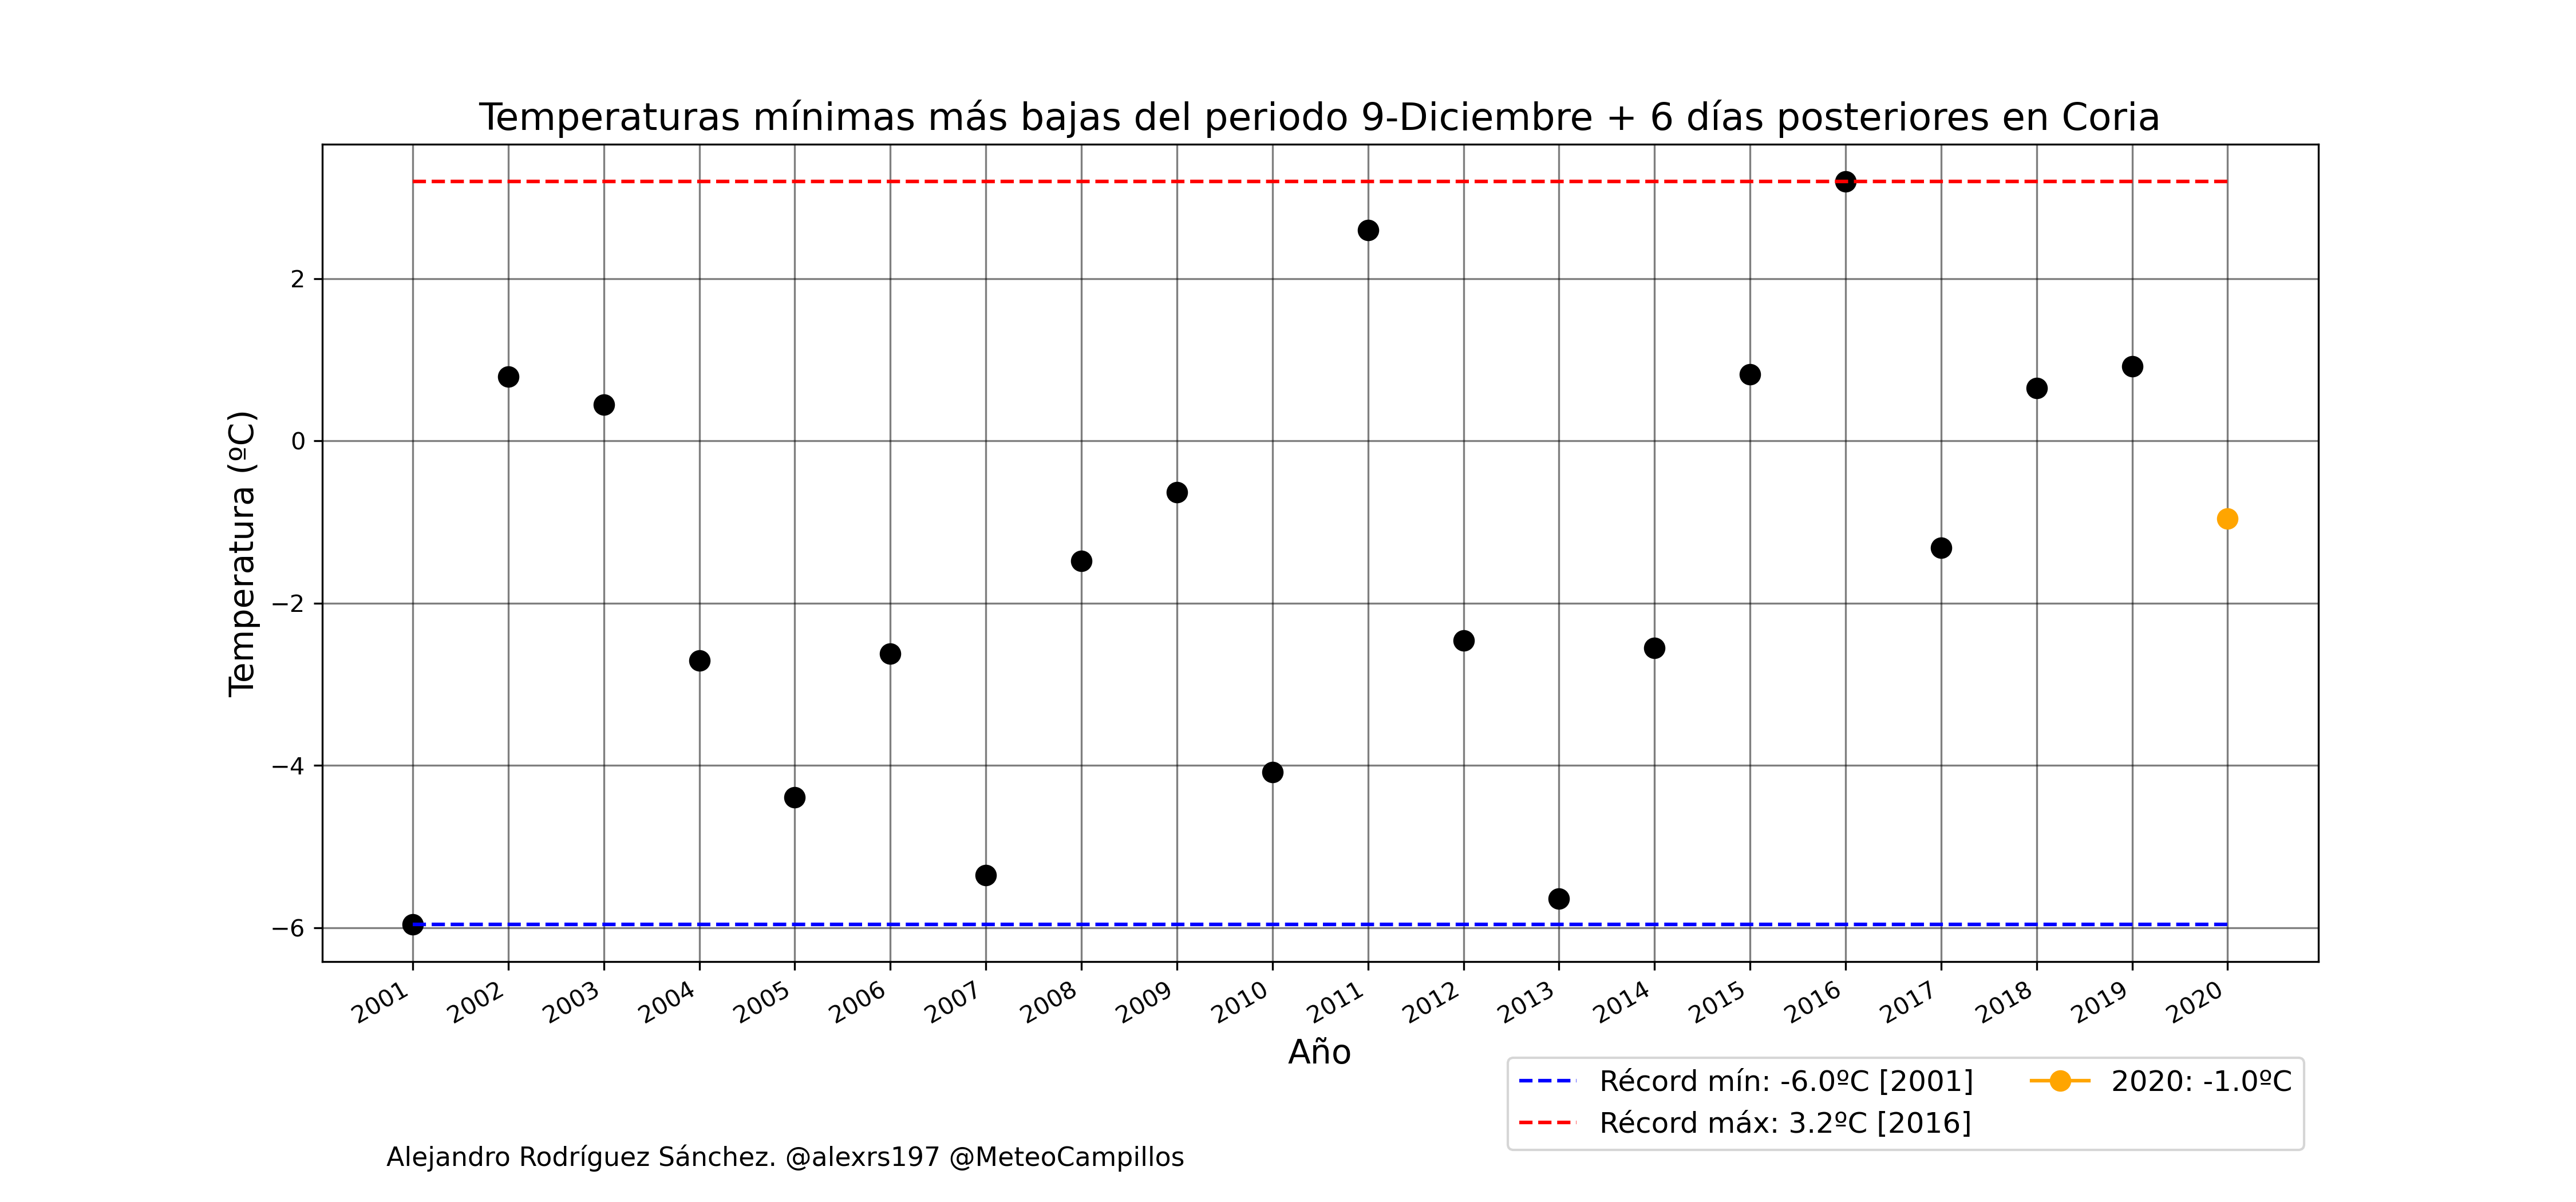 Temperaturas mínimas más bajas del periodo 9-Diciembre + 6 días posteriores en Coria
Temperatura (ºC)
2
0
−2
−4
−6
2001 2002 2003 2004 2005 2006 2007 2008 2009 2010 2011 2012 2013 2014 2015 2016 2017 2018 2019 2020
Año
Récord mín: -6.0ºC [2001]
Récord máx: 3.2ºC [2016]
2020: -1.0ºC
Alejandro Rodríguez Sánchez. @alexrs197 @MeteoCampillos